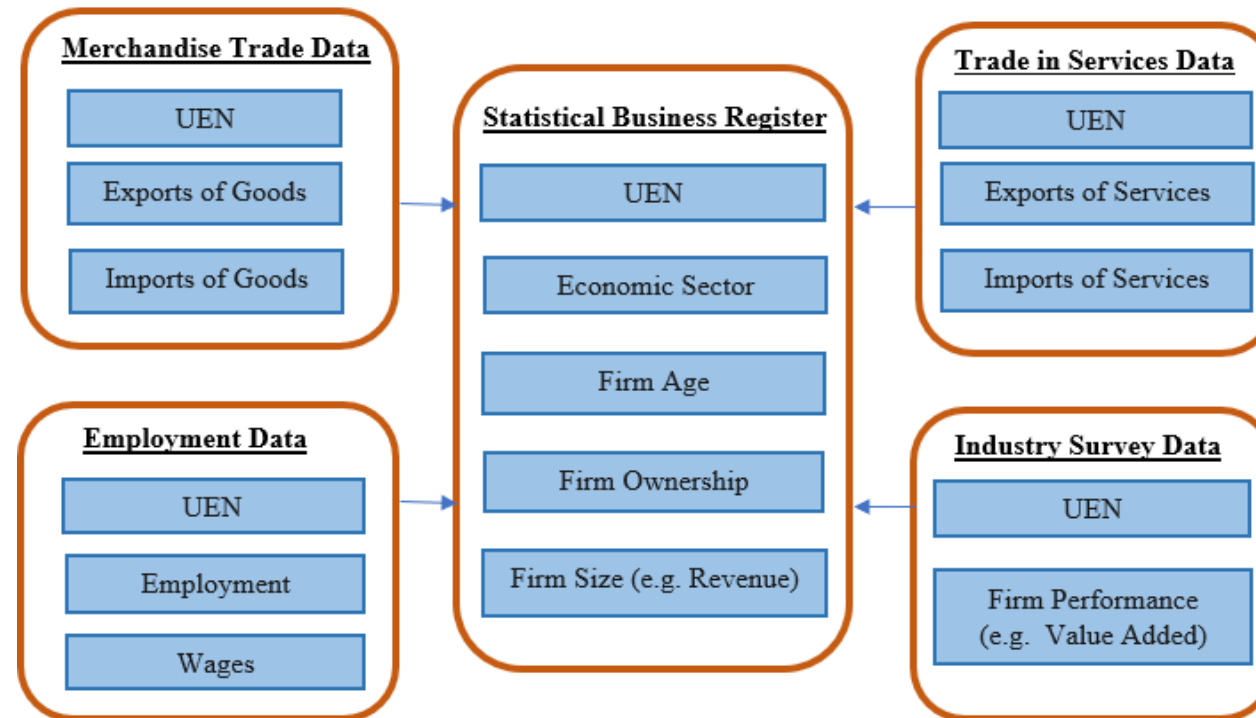 Merchandise Trade Data
UEN
Exports of Goods
Imports of Goods
Employment Data
UEN
Employment
Wages
Statistical Business Register
UEN
Economic Sector
Firm Age
Firm Ownership
Firm Size (e.g. Revenue)
Trade in Services Data
UEN
Exports of Services
Imports of Services
Industry Survey Data
UEN
Firm Performance
(e.g. Value Added)